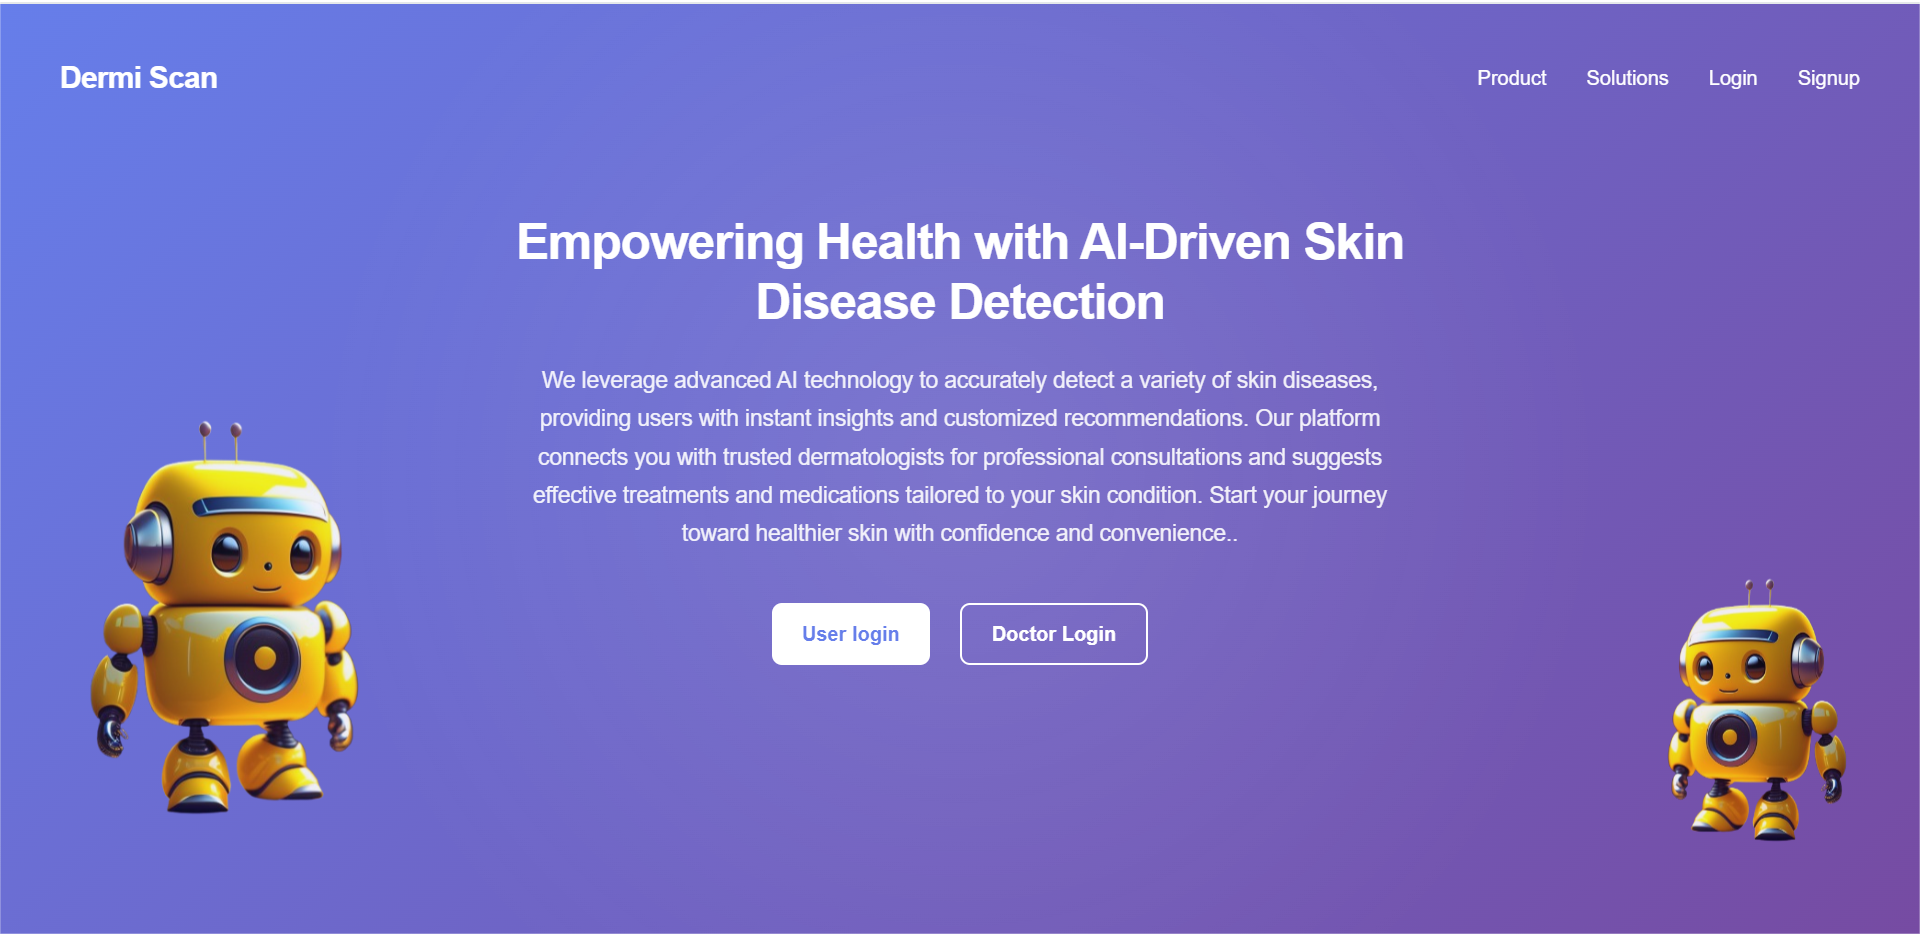 Dermi Scan
Product Solutions Login Signup
Empowering Health with AI-Driven Skin
Disease Detection
We leverage advanced AI technology to accurately detect a variety of skin diseases,
providing users with instant insights and customized recommendations. Our platform
connects you with trusted dermatologists for professional consultations and suggests
effective treatments and medications tailored to your skin condition. Start your journey
toward healthier skin with confidence and convenience..
User login
Doctor Login